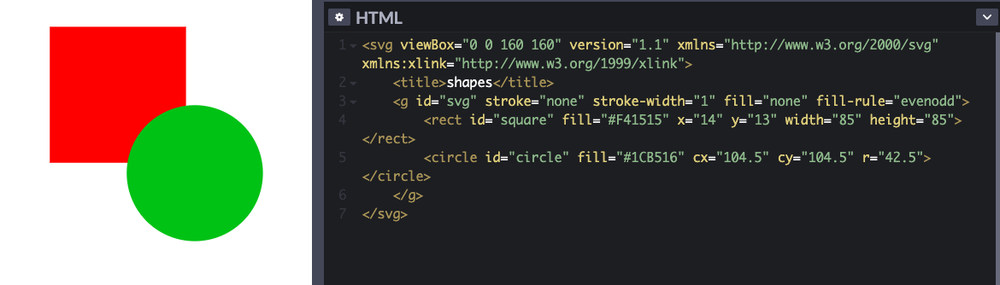 HTML
1 <svg viewBox="0 0 160 160" version="1.1" xmlns="http://www.w3.org/2000/svg"
xmlns:xlink="http://www.w3.org/1999/xlink">
2 <title>shapes</title>
3 <g id="svg" stroke="none" stroke-width="1" fill="none" fill-rule="evenodd">
4 <rect id="square" fill="#F41515" x="14" y="13" width="85" height="85">
</rect>
5 <circle id="circle" fill="#1CB516" cx="104.5" cy="104.5" r="42.5">
</circle>
6 </g>
7 </svg>